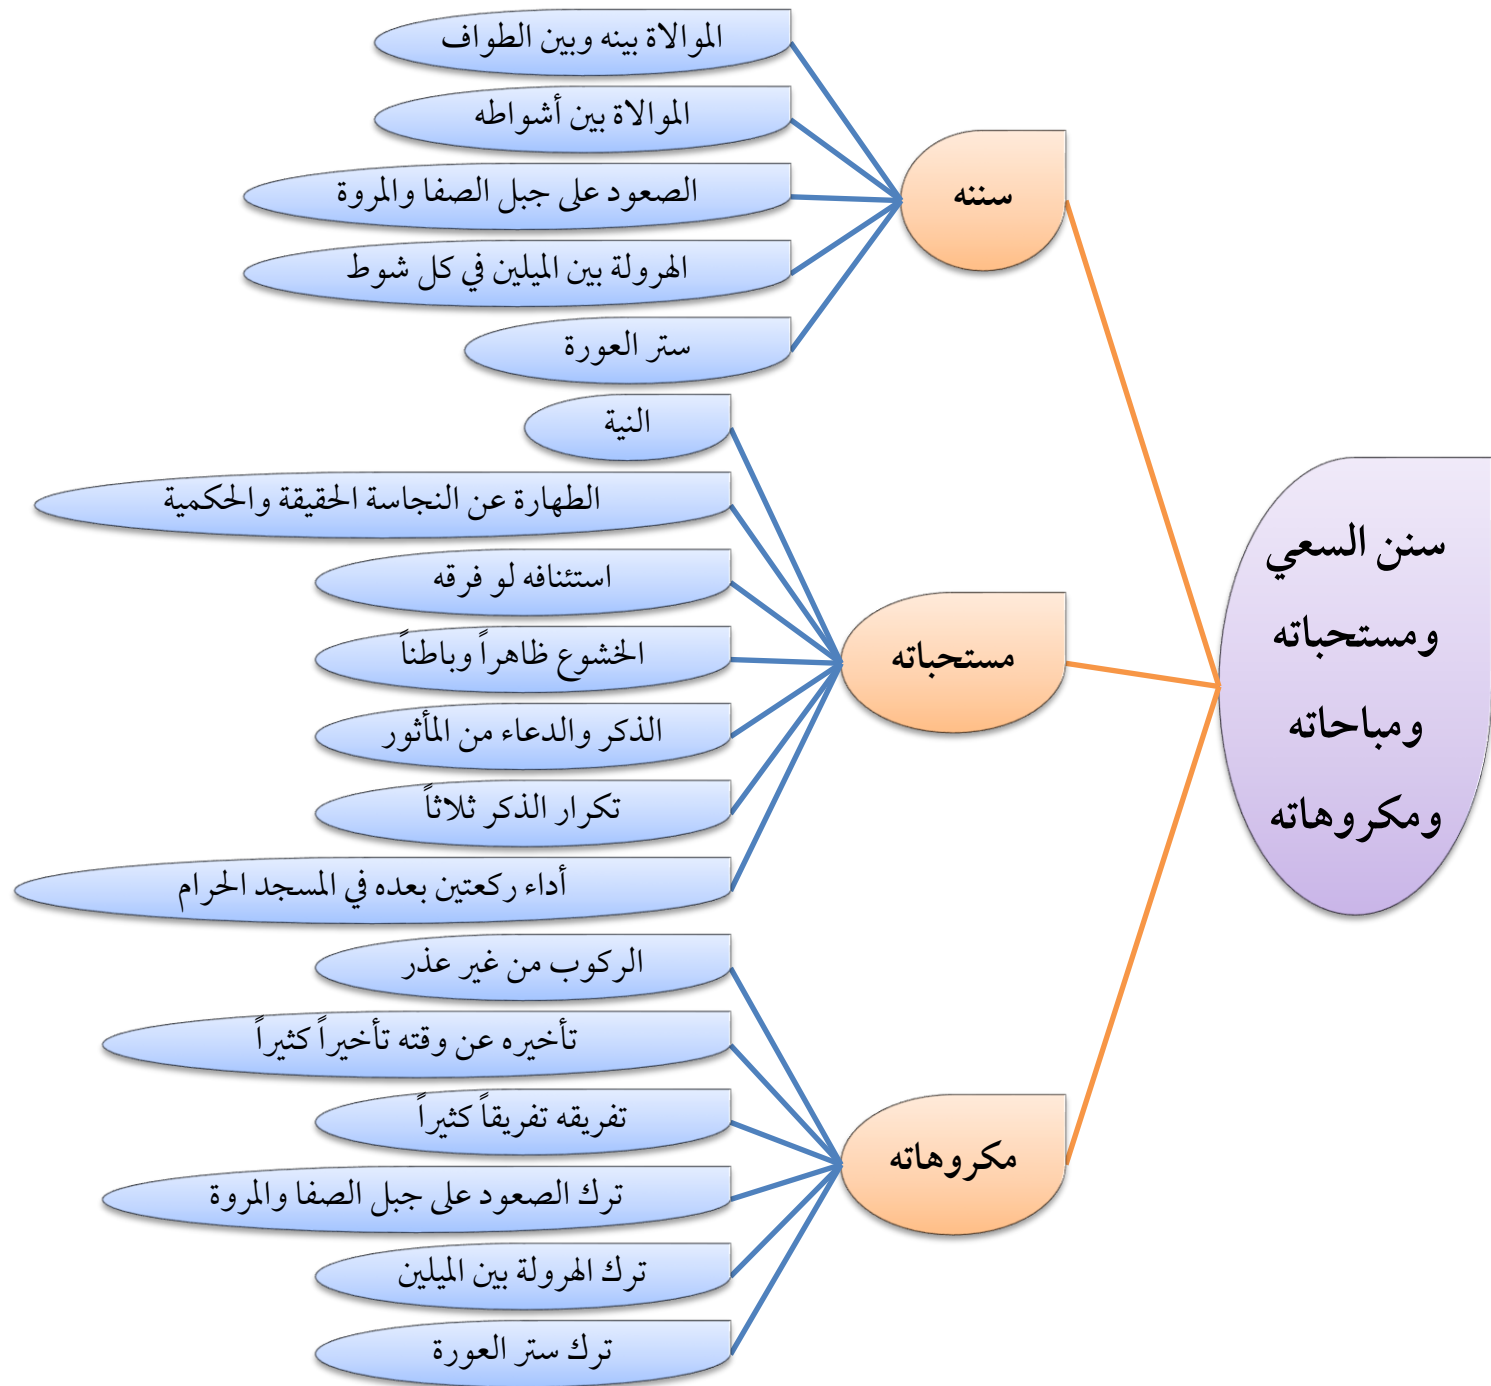 سنن السعي
ومستحباته
ومباحاته
ومكروهاته
سننه
الموالاة بينه وبين الطواف
الموالاة بين أشواطه
الصعود على جبل الصفا والمروة
الهرولة بين الميلين في كل شوط
ستر العورة
مستحباته
النية
الطهارة عن النجاسة الحقيقة والحكمية
استئنافه لو فرقه
الخشوع ظاهراً وباطناً
الذكر والدعاء من المأثور
تكرار الذكر ثلاثاً
أداء ركعتين بعده في المسجد الحرام
مكروهاته
الركوب من غير عذر
تأخيره عن وقته تأخيراً كثيراً
تفريقه تفريقاً كثيراً
ترك الصعود على جبل الصفا والمروة
ترك الهرولة بين الميلين
ترك ستر العورة